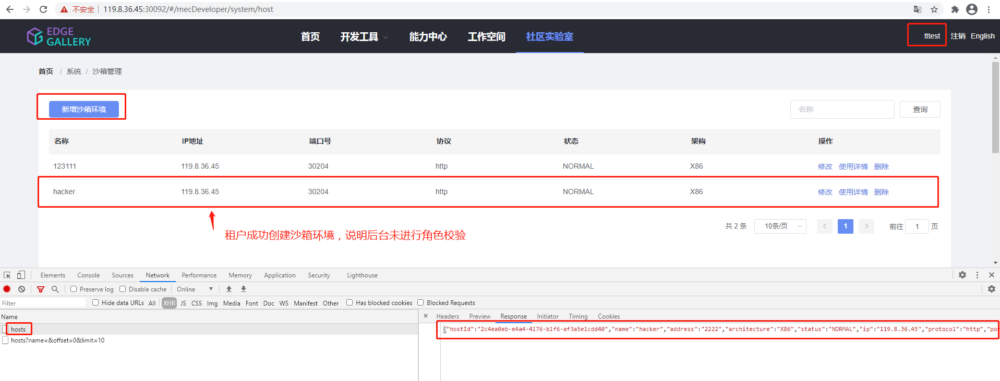 不安全 119.8.36.45:30092/#/mecDeveloper/system/host
EDGE
GALLERY
首页 开发工具 能力中心 工作空间 社区实验室 tttest 注销 English
首页 / 系统 / 沙箱管理
新增沙箱环境 名称 查询
名称 IP地址 端口号 协议 状态 架构 操作
123111 119.8.36.45 30204 http NORMAL X86 修改 使用详情 删除
hacker 119.8.36.45 30204 http NORMAL X86 修改 使用详情 删除
共 2 条 10条/页 1 前往 1 页
租户成功创建沙箱环境，说明后台未进行角色校验
Elements Console Sources Network Performance Memory Application Security Lighthouse
Preserve log Disable cache Online
Filter Hide data URLs All XHR JS CSS Img Media Font Doc WS Manifest Other Has blocked cookies Blocked Requests
Name Headers Preview Response Initiator Timing Cookies
hosts {"hostId":"2c4ea0eb-e4a4-4176-b1f6-af3a5e1cdd40","name":"hacker","address":"2222","architecture":"X86","status":"NORMAL","ip":"119.8.36.45","protocol":"http","por
hosts?name=&offset=0&limit=10